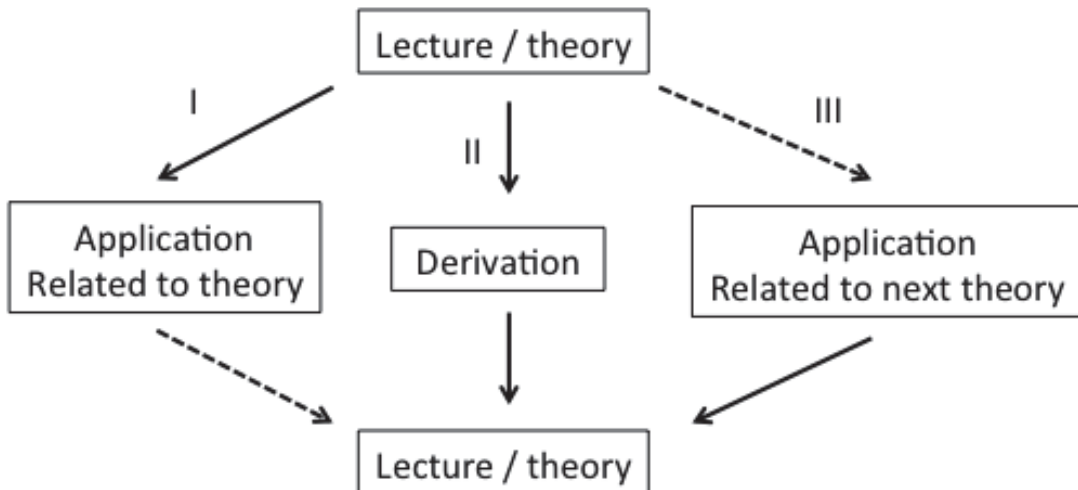 Lecture / theory
I
II
III
Application
Related to theory
Derivation
Application
Related to next theory
Lecture / theory